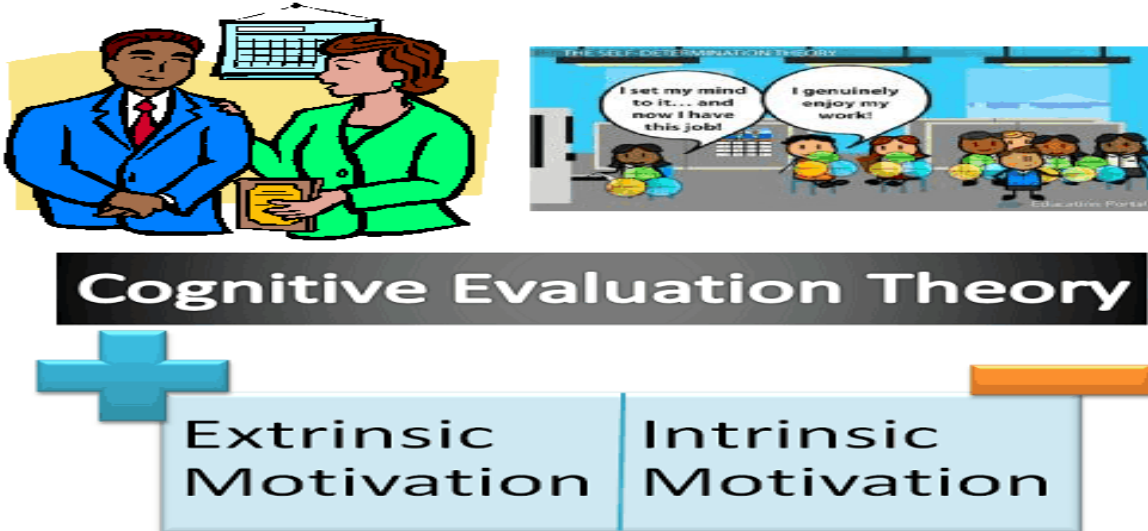 THE SELF-DETERMINATION THEORY
I set my mind
to it... and
now I have
this job!
I genuinely
enjoy my
work!
Education Portal
Cognitive Evaluation Theory
Extrinsic
Motivation
Intrinsic
Motivation